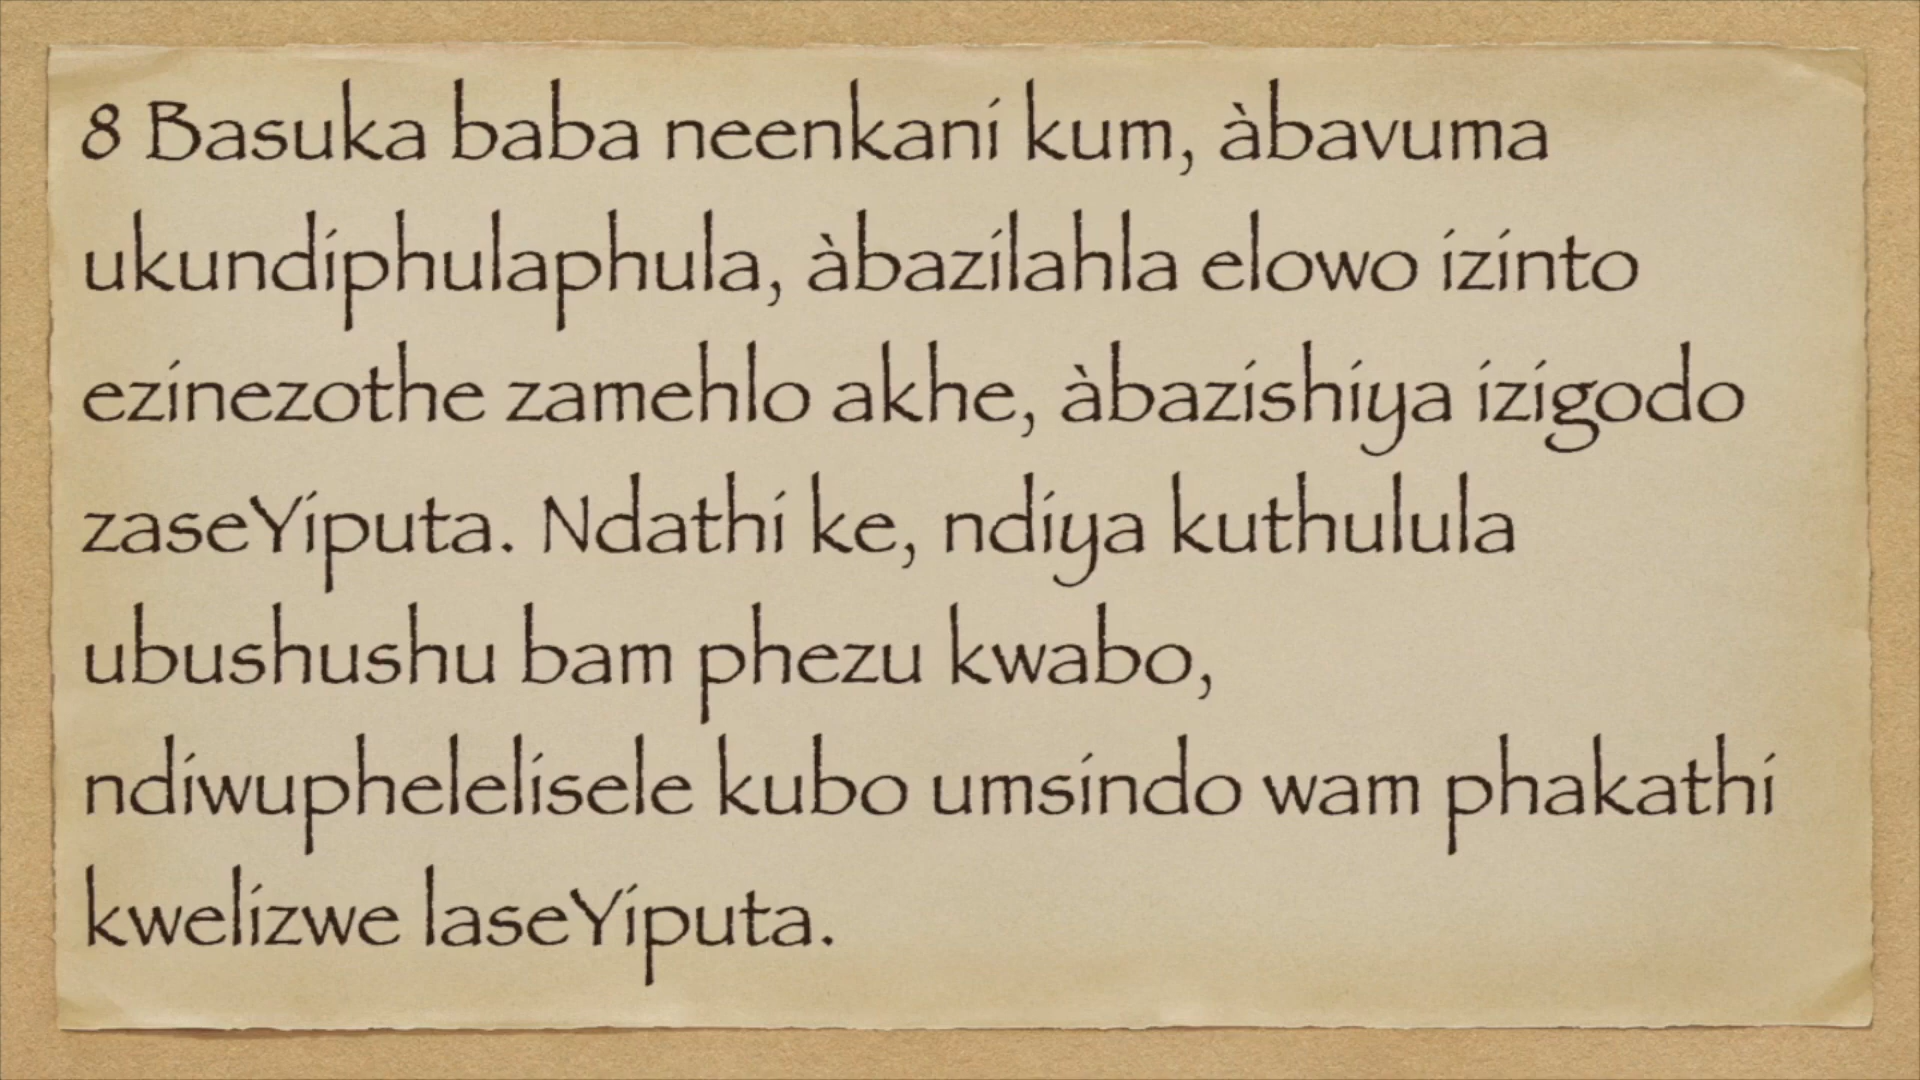 8 Basuka baba neenkani kum, àbavuma
ukundiphulaphula, àbazilahla elowo izinto
ezinezothe zamehlo akhe, àbazishiya izigodo
zaseYiputa. Ndathi ke, ndiya kuthulula
ubushushu bam phezu kwabo,
ndiwuphelelisele kubo umsindo wam phakathi
kwelizwe laseYiputa.